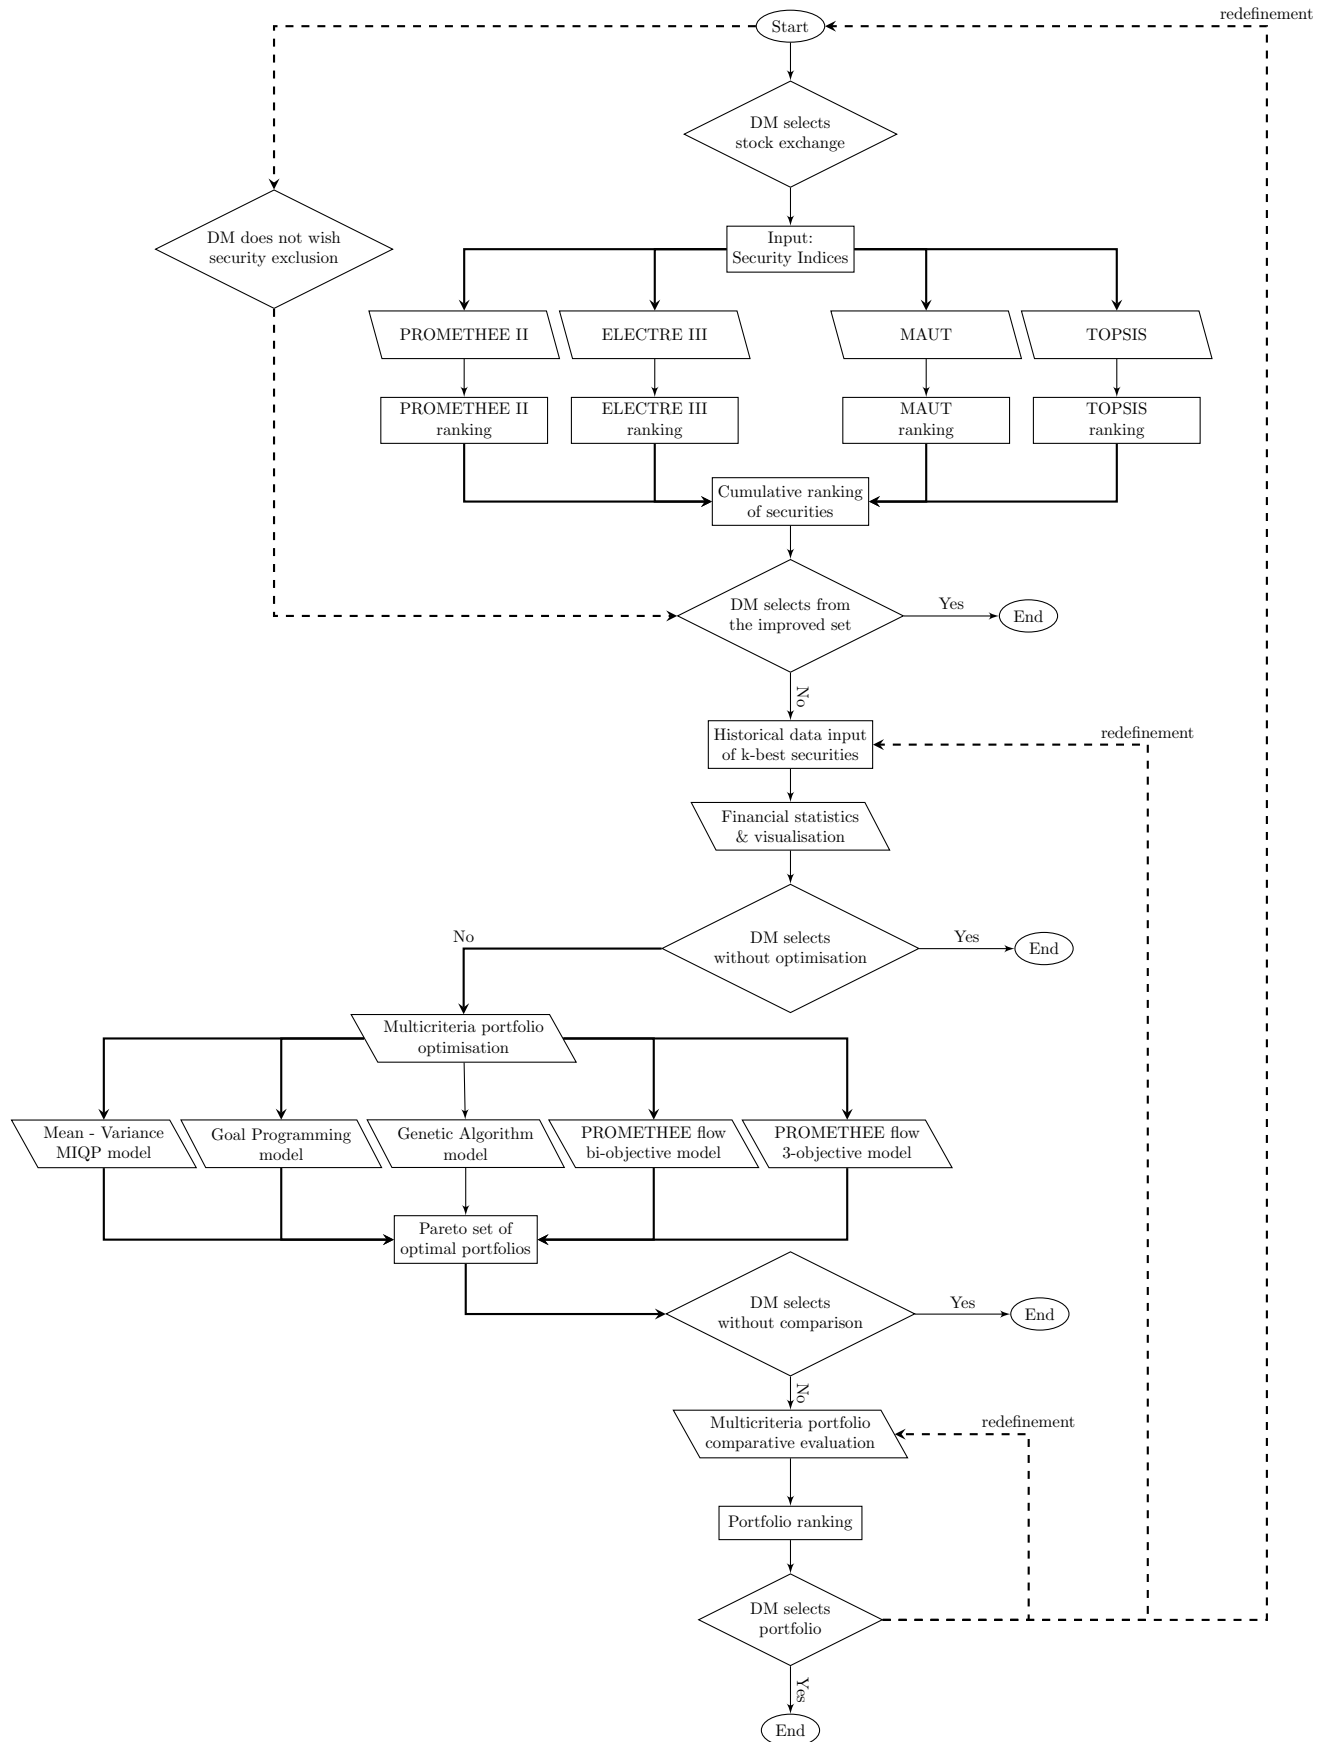 redefinement
Start
DM selects
stock exchange
DM does not wish
security exclusion
Input:
Security Indices
PROMETHEE II
ELECTRE III
MAUT
TOPSIS
PROMETHEE II
ranking
ELECTRE III
ranking
MAUT
ranking
TOPSIS
ranking
Cumulative ranking
of securities
DM selects from
the improved set
Yes
End
No
Historical data input
of k-best securities
redefinement
Financial statistics
& visualisation
DM selects
without optimisation
Yes
End
No
Multicriteria portfolio
optimisation
Mean - Variance
MIQP model
Goal Programming
model
Genetic Algorithm
model
PROMETHEE flow
bi-objective model
PROMETHEE flow
3-objective model
Pareto set of
optimal portfolios
DM selects
without comparison
Yes
End
No
Multicriteria portfolio
comparative evaluation
redefinement
Portfolio ranking
DM selects
portfolio
Yes
End